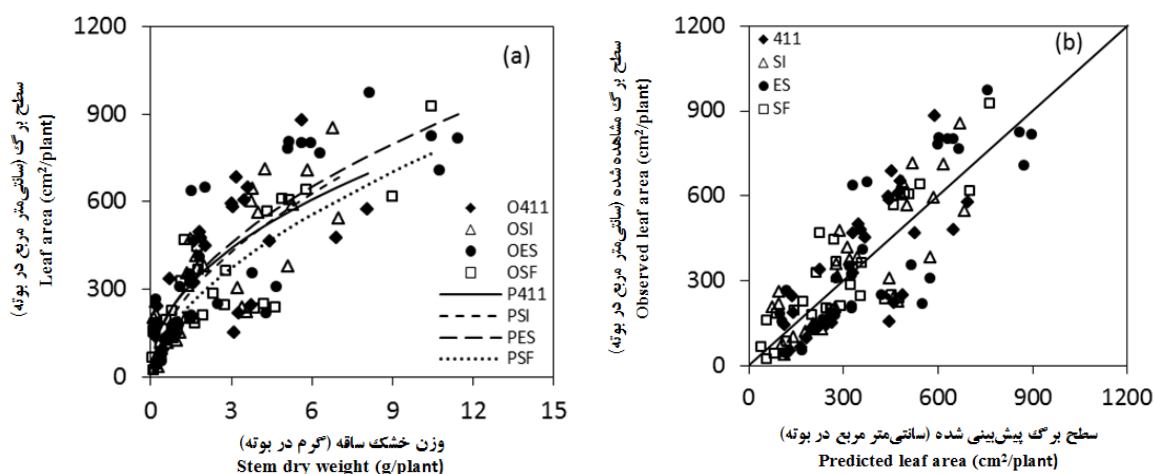 (a)
1200
900
600
300
0
0 3 6 9 12 15
سطح برگ (سانتی‌متر مربع در بوته)
Leaf area (cm²/plant)
O411
OSI
OES
OSF
P411
PSI
PES
PSF
وزن خشک ساقه (گرم در بوته)
Stem dry weight (g/plant)
(b)
411
SI
ES
SF
1200
900
600
300
0
0 300 600 900 1200
سطح برگ مشاهده شده (سانتی‌متر مربع در بوته)
Observed leaf area (cm²/plant)
سطح برگ پیش‌بینی شده (سانتی‌متر مربع در بوته)
Predicted leaf area (cm²/plant)